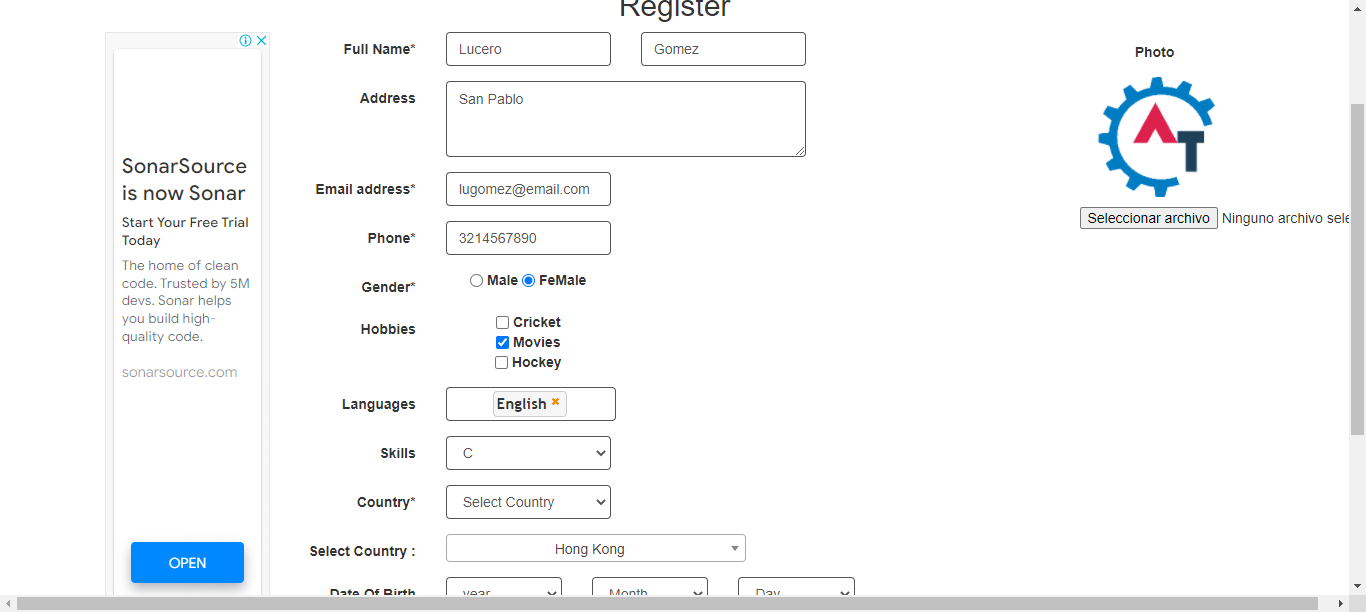 Register
Full Name*
Lucero
Gomez
Photo
Address
San Pablo
AT
SonarSource
is now Sonar
Start Your Free Trial
Today
The home of clean
code. Trusted by 5M
devs. Sonar helps
you build high-
quality code.
sonarsource.com
OPEN
Email address*
lugomez@email.com
Seleccionar archivo
Ninguno archivo sele
Phone*
3214567890
Gender*
Male
FeMale
Hobbies
Cricket
Movies
Hockey
Languages
English
Skills
C
Country*
Select Country
Select Country :
Hong Kong
Date Of Birth
year
Month
Day